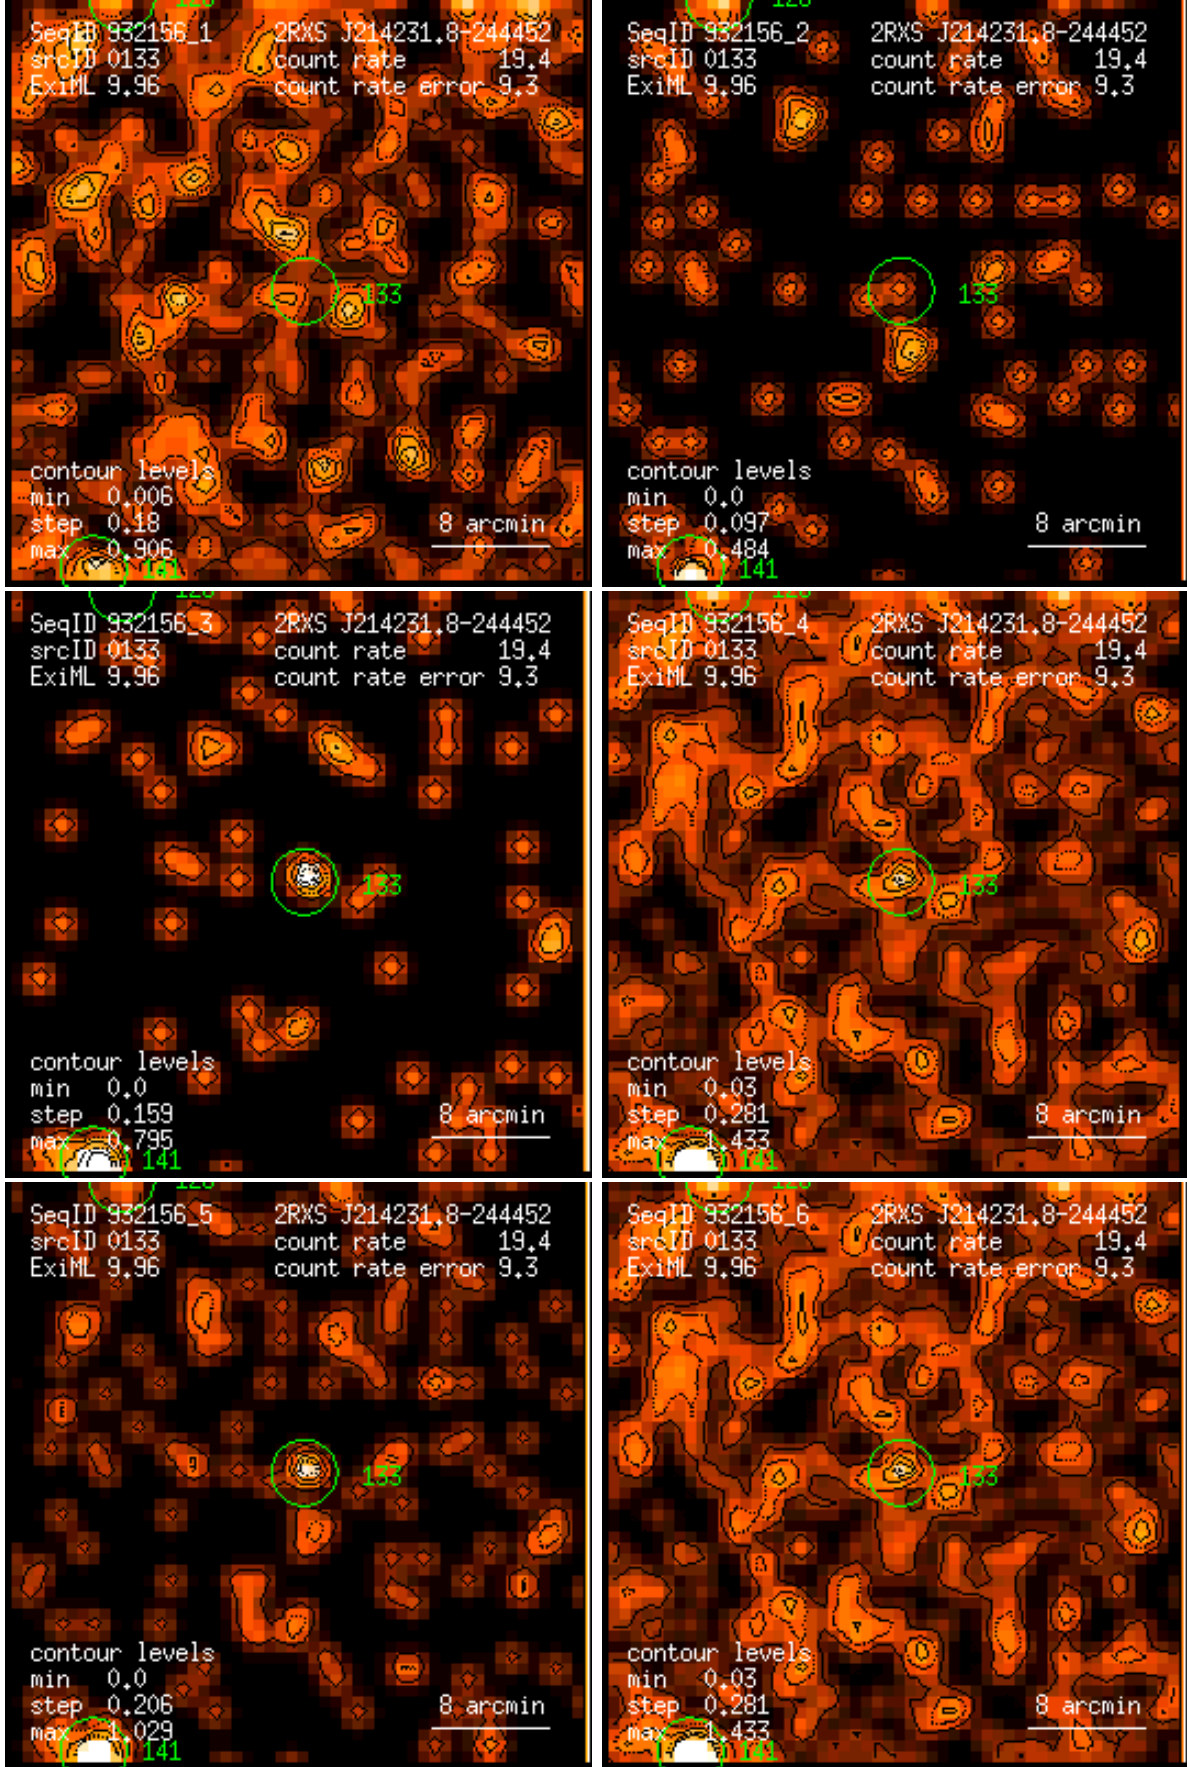 128
SeqID 932156_1 2RXS J214231.8-244452
srcID 0133 count rate 19.4
ExiML 9.96 count rate error 9.3
133
contour levels
min 0.006
step 0.18
max 0.906
8 arcmin
141
128
SeqID 932156_2 2RXS J214231.8-244452
srcID 0133 count rate 19.4
ExiML 9.96 count rate error 9.3
133
contour levels
min 0.0
step 0.097
max 0.484
8 arcmin
141
128
SeqID 932156_3 2RXS J214231.8-244452
srcID 0133 count rate 19.4
ExiML 9.96 count rate error 9.3
133
contour levels
min 0.0
step 0.159
max 0.795
8 arcmin
141
128
SeqID 932156_4 2RXS J214231.8-244452
srcID 0133 count rate 19.4
ExiML 9.96 count rate error 9.3
133
contour levels
min 0.03
step 0.281
max 1.433
8 arcmin
141
128
SeqID 932156_5 2RXS J214231.8-244452
srcID 0133 count rate 19.4
ExiML 9.96 count rate error 9.3
133
contour levels
min 0.0
step 0.206
max 1.029
8 arcmin
141
128
SeqID 932156_6 2RXS J214231.8-244452
srcID 0133 count rate 19.4
ExiML 9.96 count rate error 9.3
133
contour levels
min 0.03
step 0.281
max 1.433
8 arcmin
141